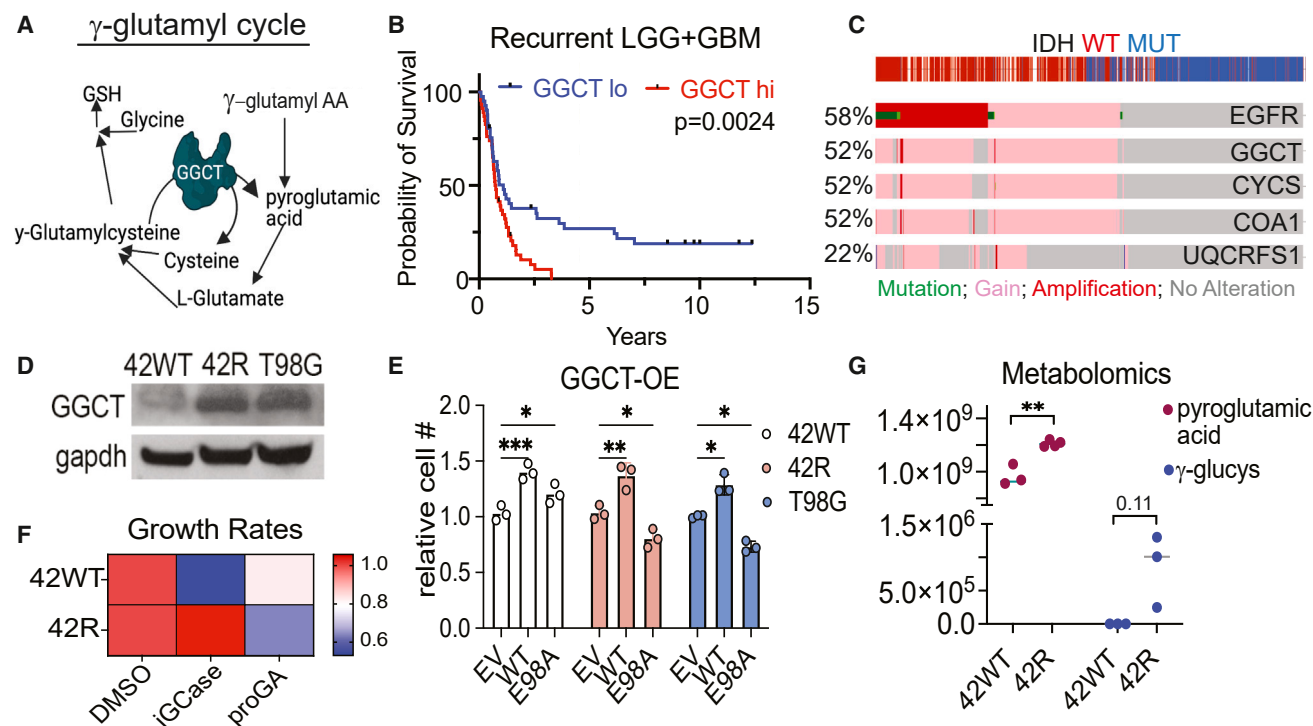 A
γ-glutamyl cycle
GSH
Glycine
γ-glutamyl AA
GGCT
pyroglutamic
acid
y-Glutamylcysteine
Cysteine
L-Glutamate
B
Recurrent LGG+GBM
GGCT lo GGCT hi
p=0.0024
Probability of Survival
100
50
0
0 5 10 15
Years
C
IDH WT MUT
58% EGFR
52% GGCT
52% CYCS
52% COA1
22% UQCRFS1
Mutation; Gain; Amplification; No Alteration
D
42WT 42R T98G
GGCT
gapdh
E
GGCT-OE
relative cell #
2.0
1.5
1.0
0.5
0.0
* * *
*** ** *
42WT
42R
T98G
EV WT E98A EV WT E98A EV WT E98A
F
Growth Rates
42WT
42R
DMSO iGCase proGA
1.0
0.8
0.6
G
Metabolomics
pyroglutamic
acid
γ-glucys
1.4×10⁹
1.0×10⁹
1.5×10⁶
5.0×10⁵
0.0
**
0.11
42WT 42R 42WT 42R